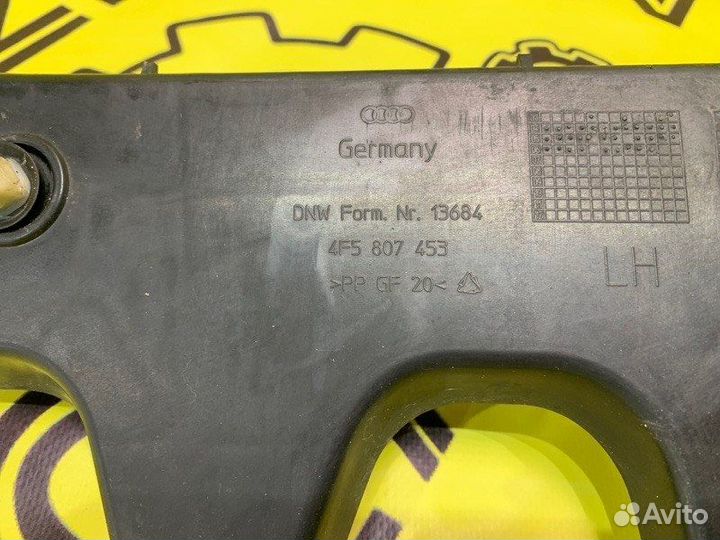 Germany
DNW Form. Nr. 13684
4F5 807 453
LH
>PP GF 20<
Avito